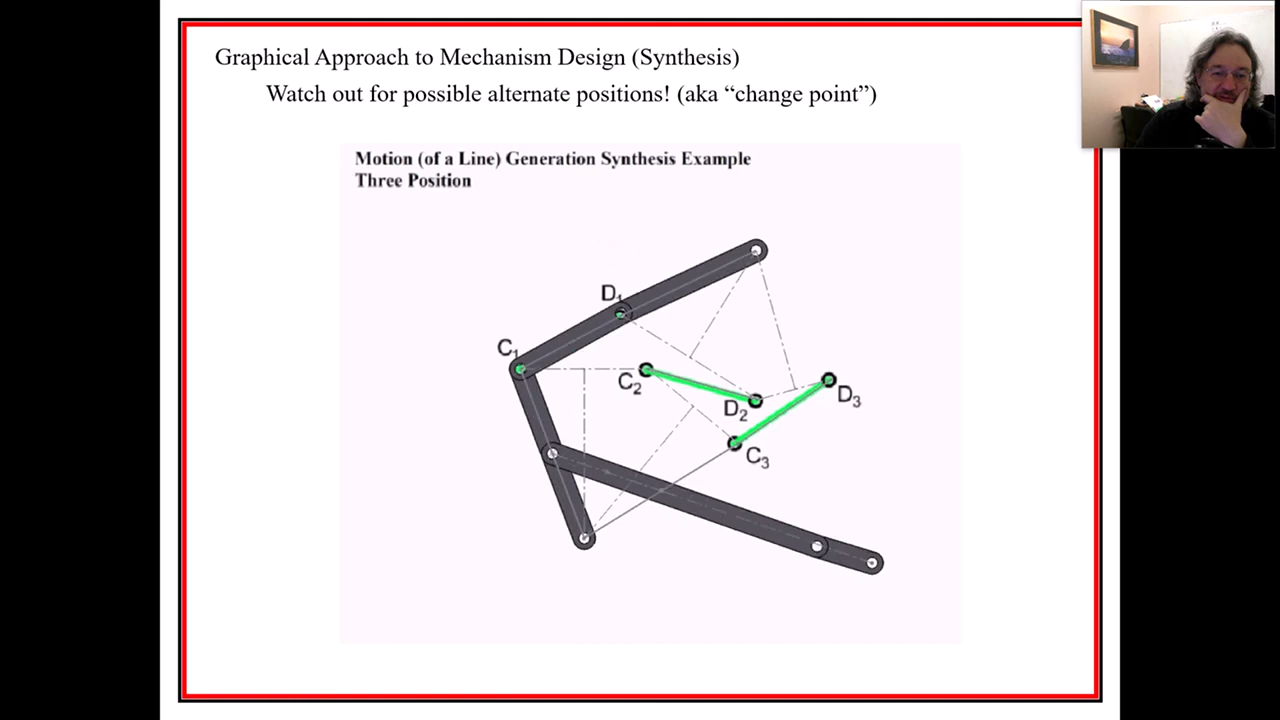 Graphical Approach to Mechanism Design (Synthesis)
Watch out for possible alternate positions! (aka “change point”)
Motion (of a Line) Generation Synthesis Example
Three Position
D1
C1
C2
D2
D3
C3